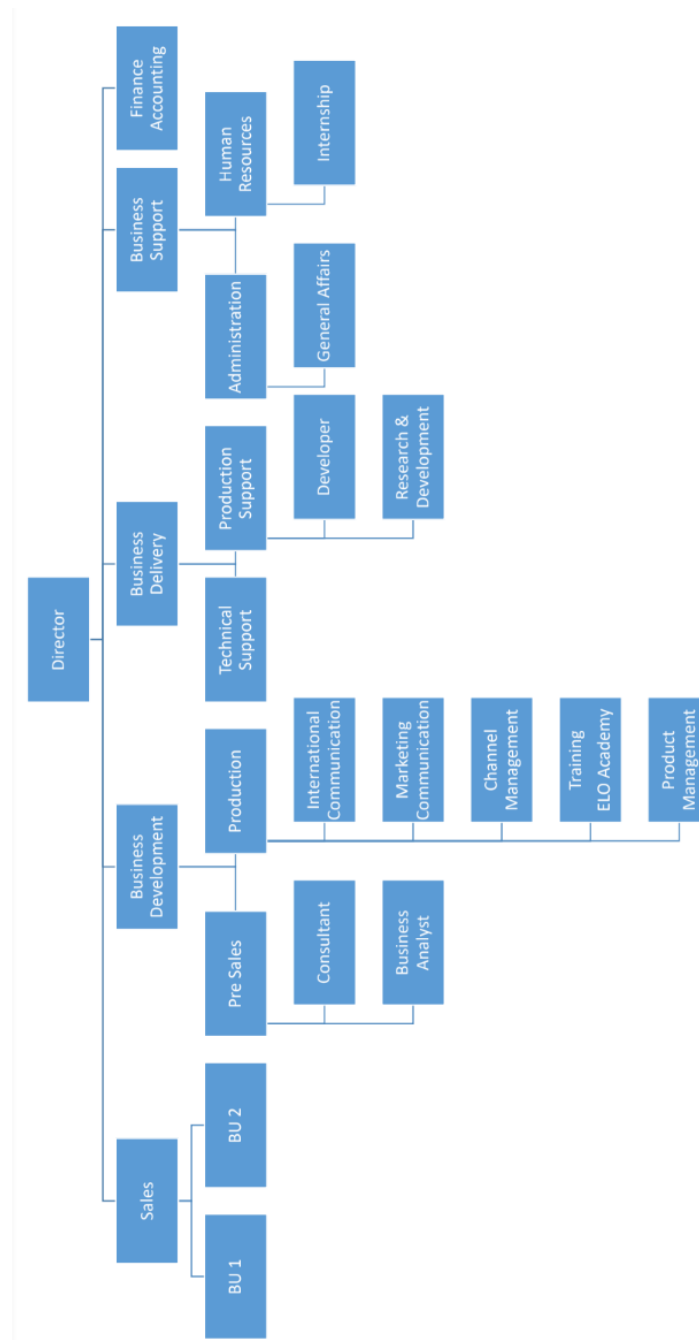 Director
Sales
Business
Development
Business
Delivery
Business
Support
Finance
Accounting
BU 1
BU 2
Pre Sales
Production
Technical
Support
Production
Support
Administration
Human
Resources
Consultant
International
Communication
Developer
General Affairs
Internship
Business
Analyst
Marketing
Communication
Research &
Development
Channel
Management
Training
ELO Academy
Product
Management